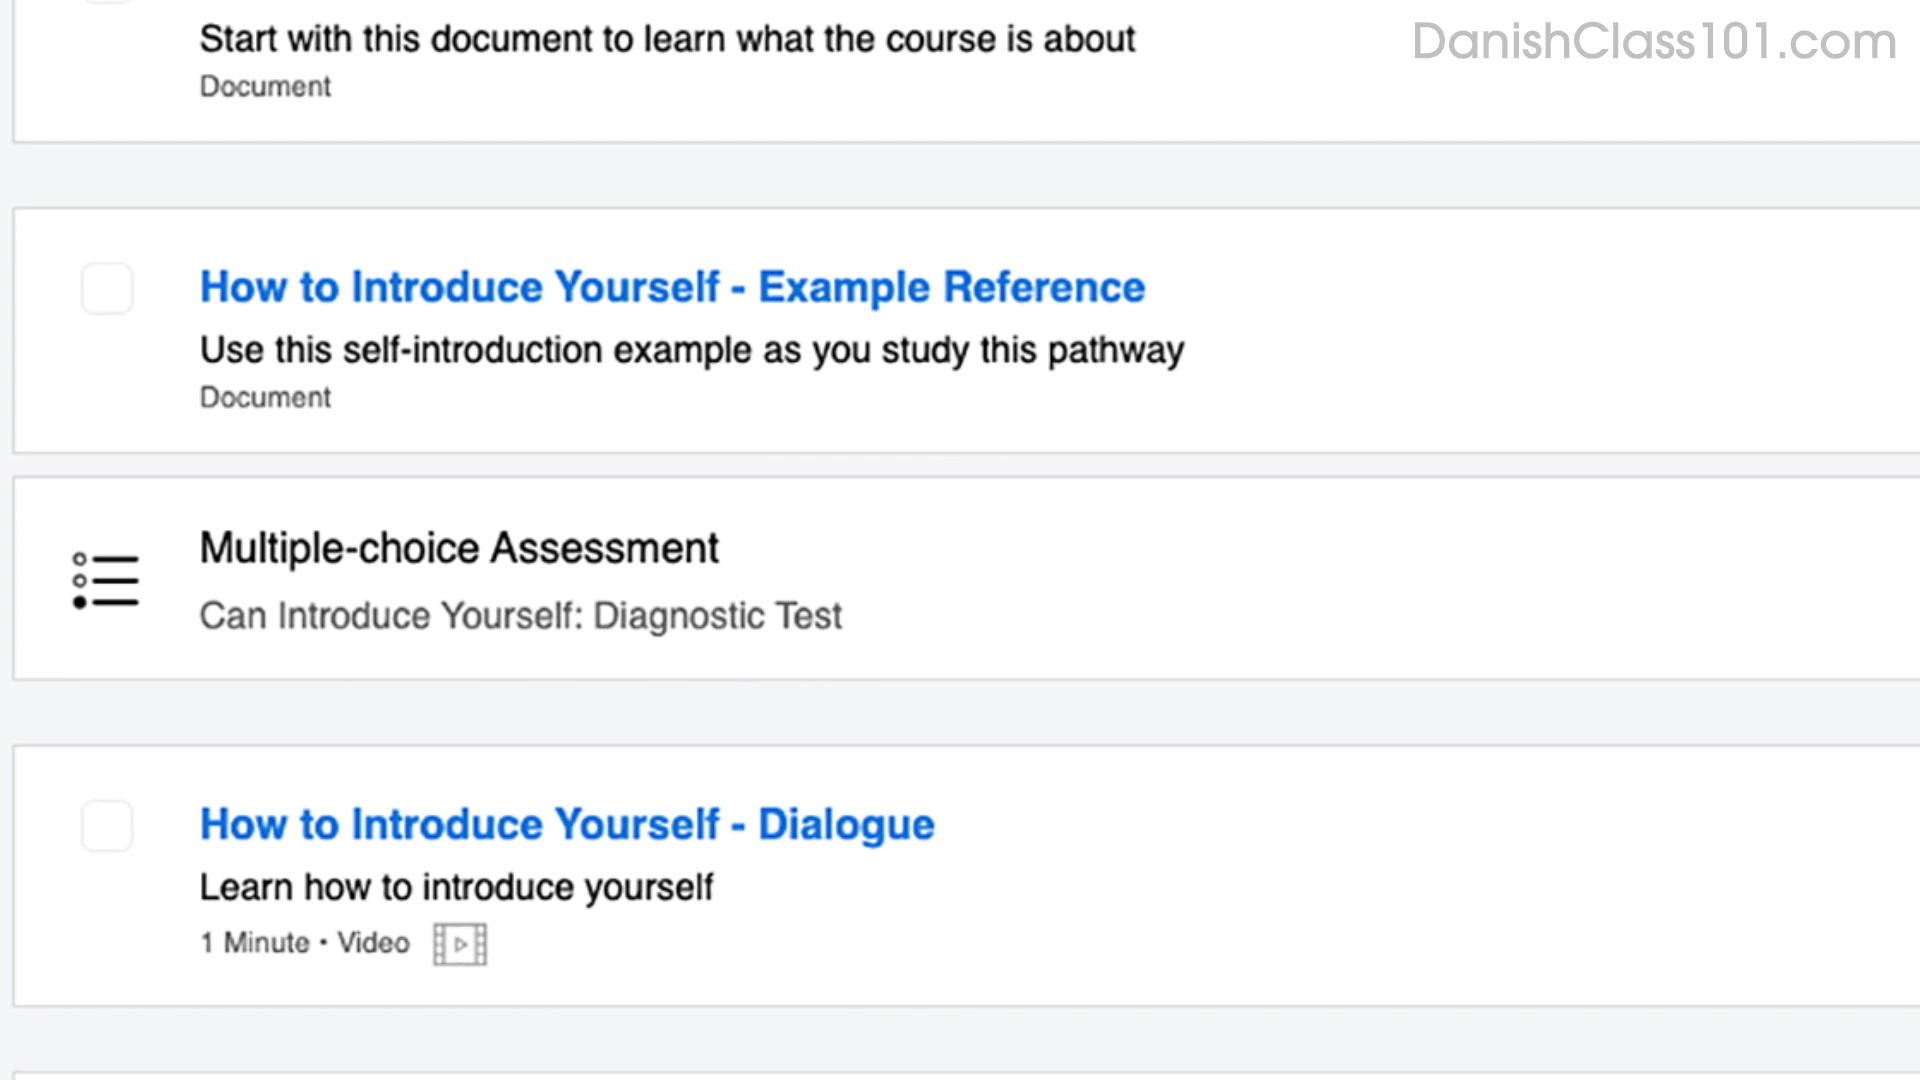 DanishClass101.com
Start with this document to learn what the course is about
Document
How to Introduce Yourself - Example Reference
Use this self-introduction example as you study this pathway
Document
Multiple-choice Assessment
Can Introduce Yourself: Diagnostic Test
How to Introduce Yourself - Dialogue
Learn how to introduce yourself
1 Minute • Video